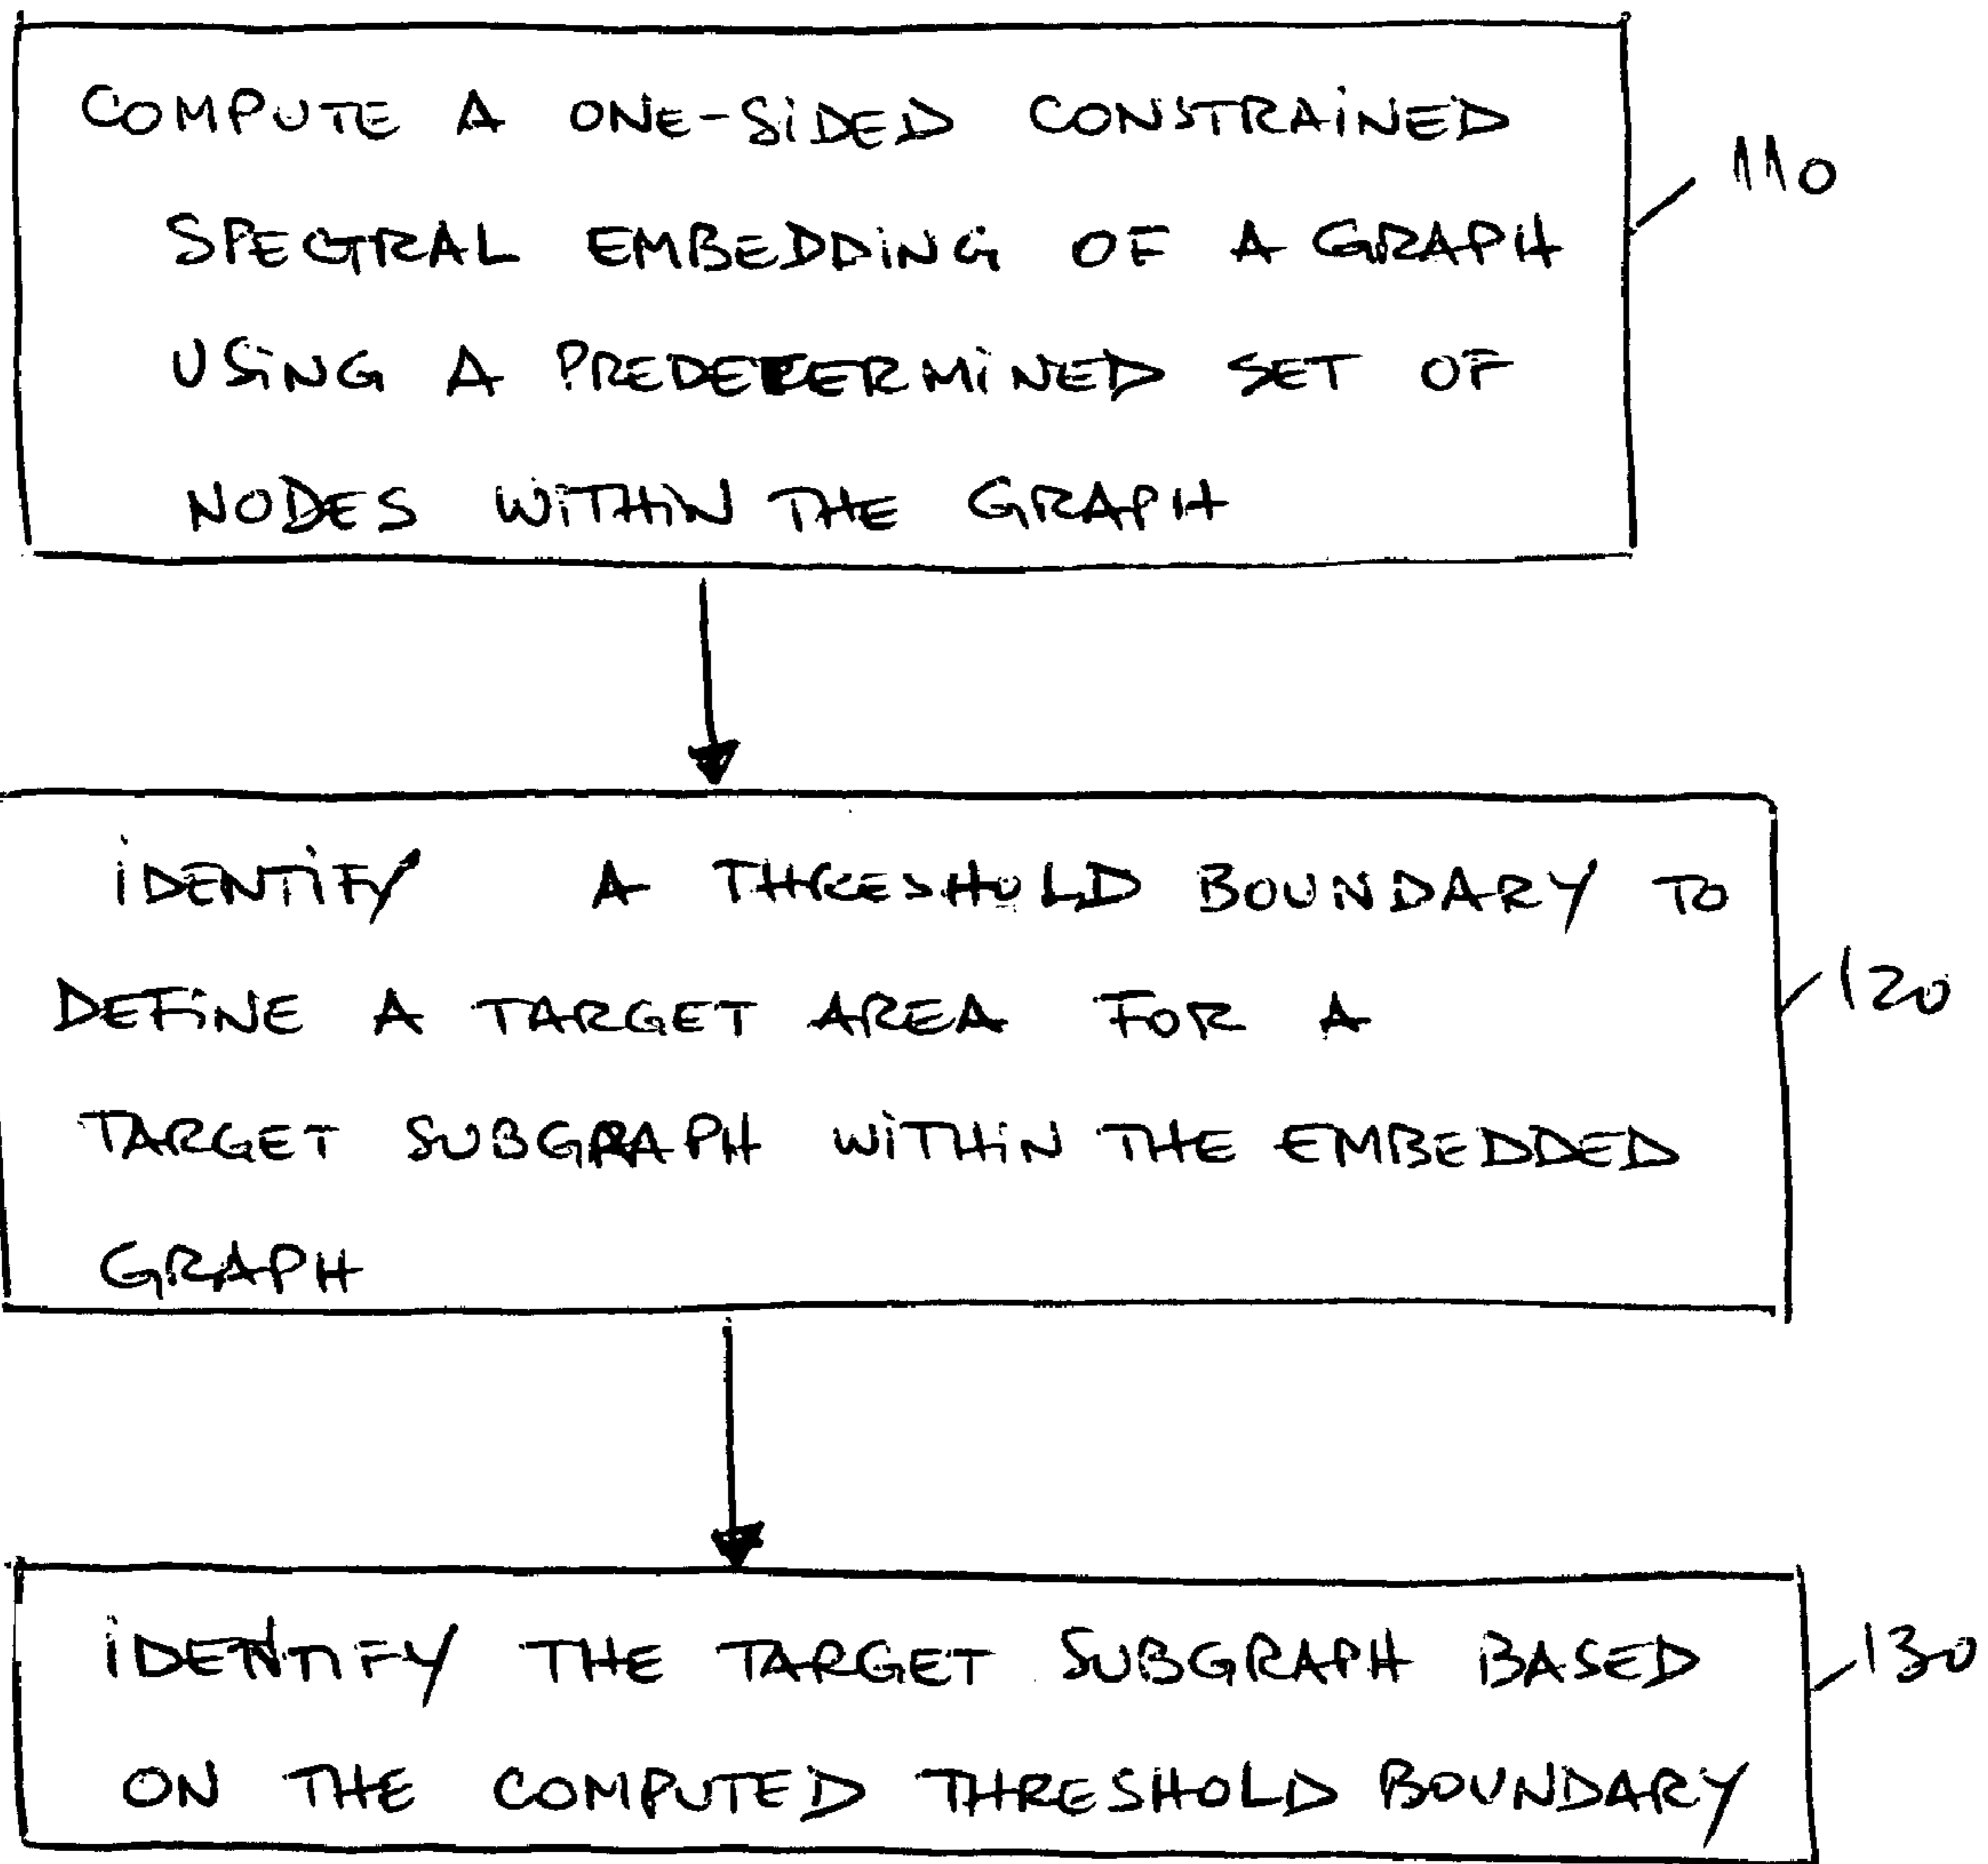 COMPUTE A ONE-SIDED CONSTRAINED
110
SPECTRAL EMBEDDING OF A GRAPH
USING A PREDETERMINED SET OF
NODES WITHIN THE GRAPH
IDENTIFY A THRESHOLD BOUNDARY TO
120
DEFINE A TARGET AREA FOR A
TARGET SUBGRAPH WITHIN THE EMBEDDED
GRAPH
IDENTIFY THE TARGET SUBGRAPH BASED
130
ON THE COMPUTED THRESHOLD BOUNDARY